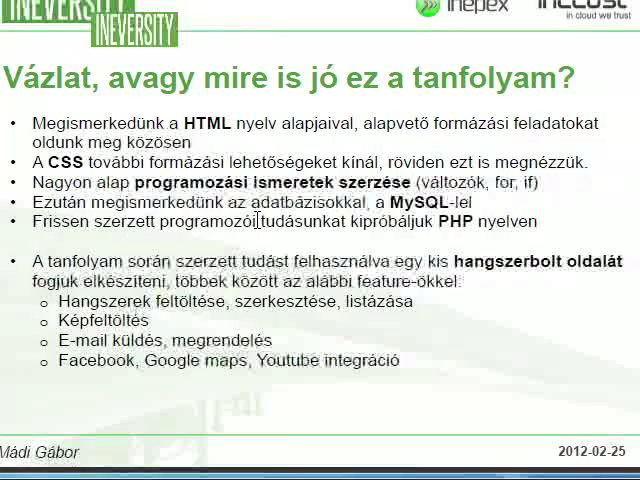 INEVERSITY
INEVERSITY
inepex
in cloud we trust
Vázlat, avagy mire is jó ez a tanfolyam?
• Megismerkedünk a HTML nyelv alapjaival, alapvető formázási feladatokat
oldunk meg közösen
• A CSS további formázási lehetőségeket kínál, röviden ezt is megnézzük.
• Nagyon alap programozási ismeretek szerzése (változók, for, if)
• Ezután megismerkedünk az adatbázisokkal, a MySQL-lel
• Frissen szerzett programozói tudásunkat kipróbáljuk PHP nyelven
• A tanfolyam során szerzett tudást felhasználva egy kis hangszerbolt oldalát
fogjuk elkészíteni, többek között az alábbi feature-ökkel:
o Hangszerek feltöltése, szerkesztése, listázása
o Képfeltöltés
o E-mail küldés, megrendelés
o Facebook, Google maps, Youtube integráció
Mádi Gábor
2012-02-25